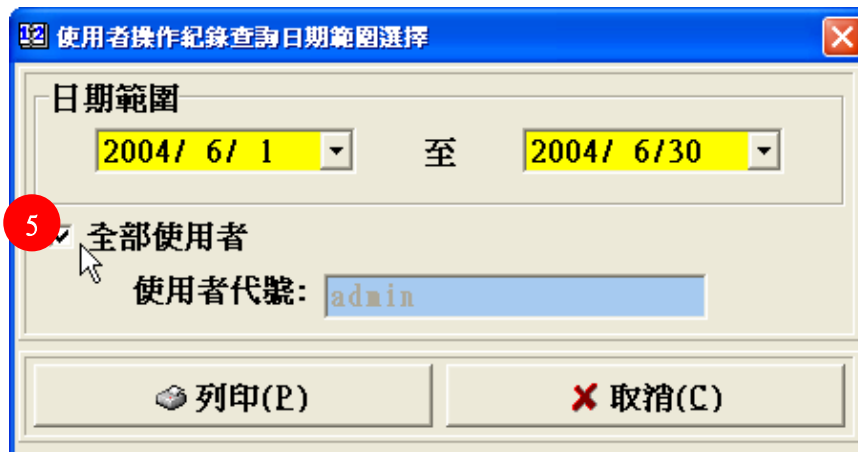 使用者操作紀錄查詢日期範圍選擇
日期範圍
2004/ 6/ 1 至 2004/ 6/30
5
全部使用者
使用者代號: admin
列印(P) 取消(C)